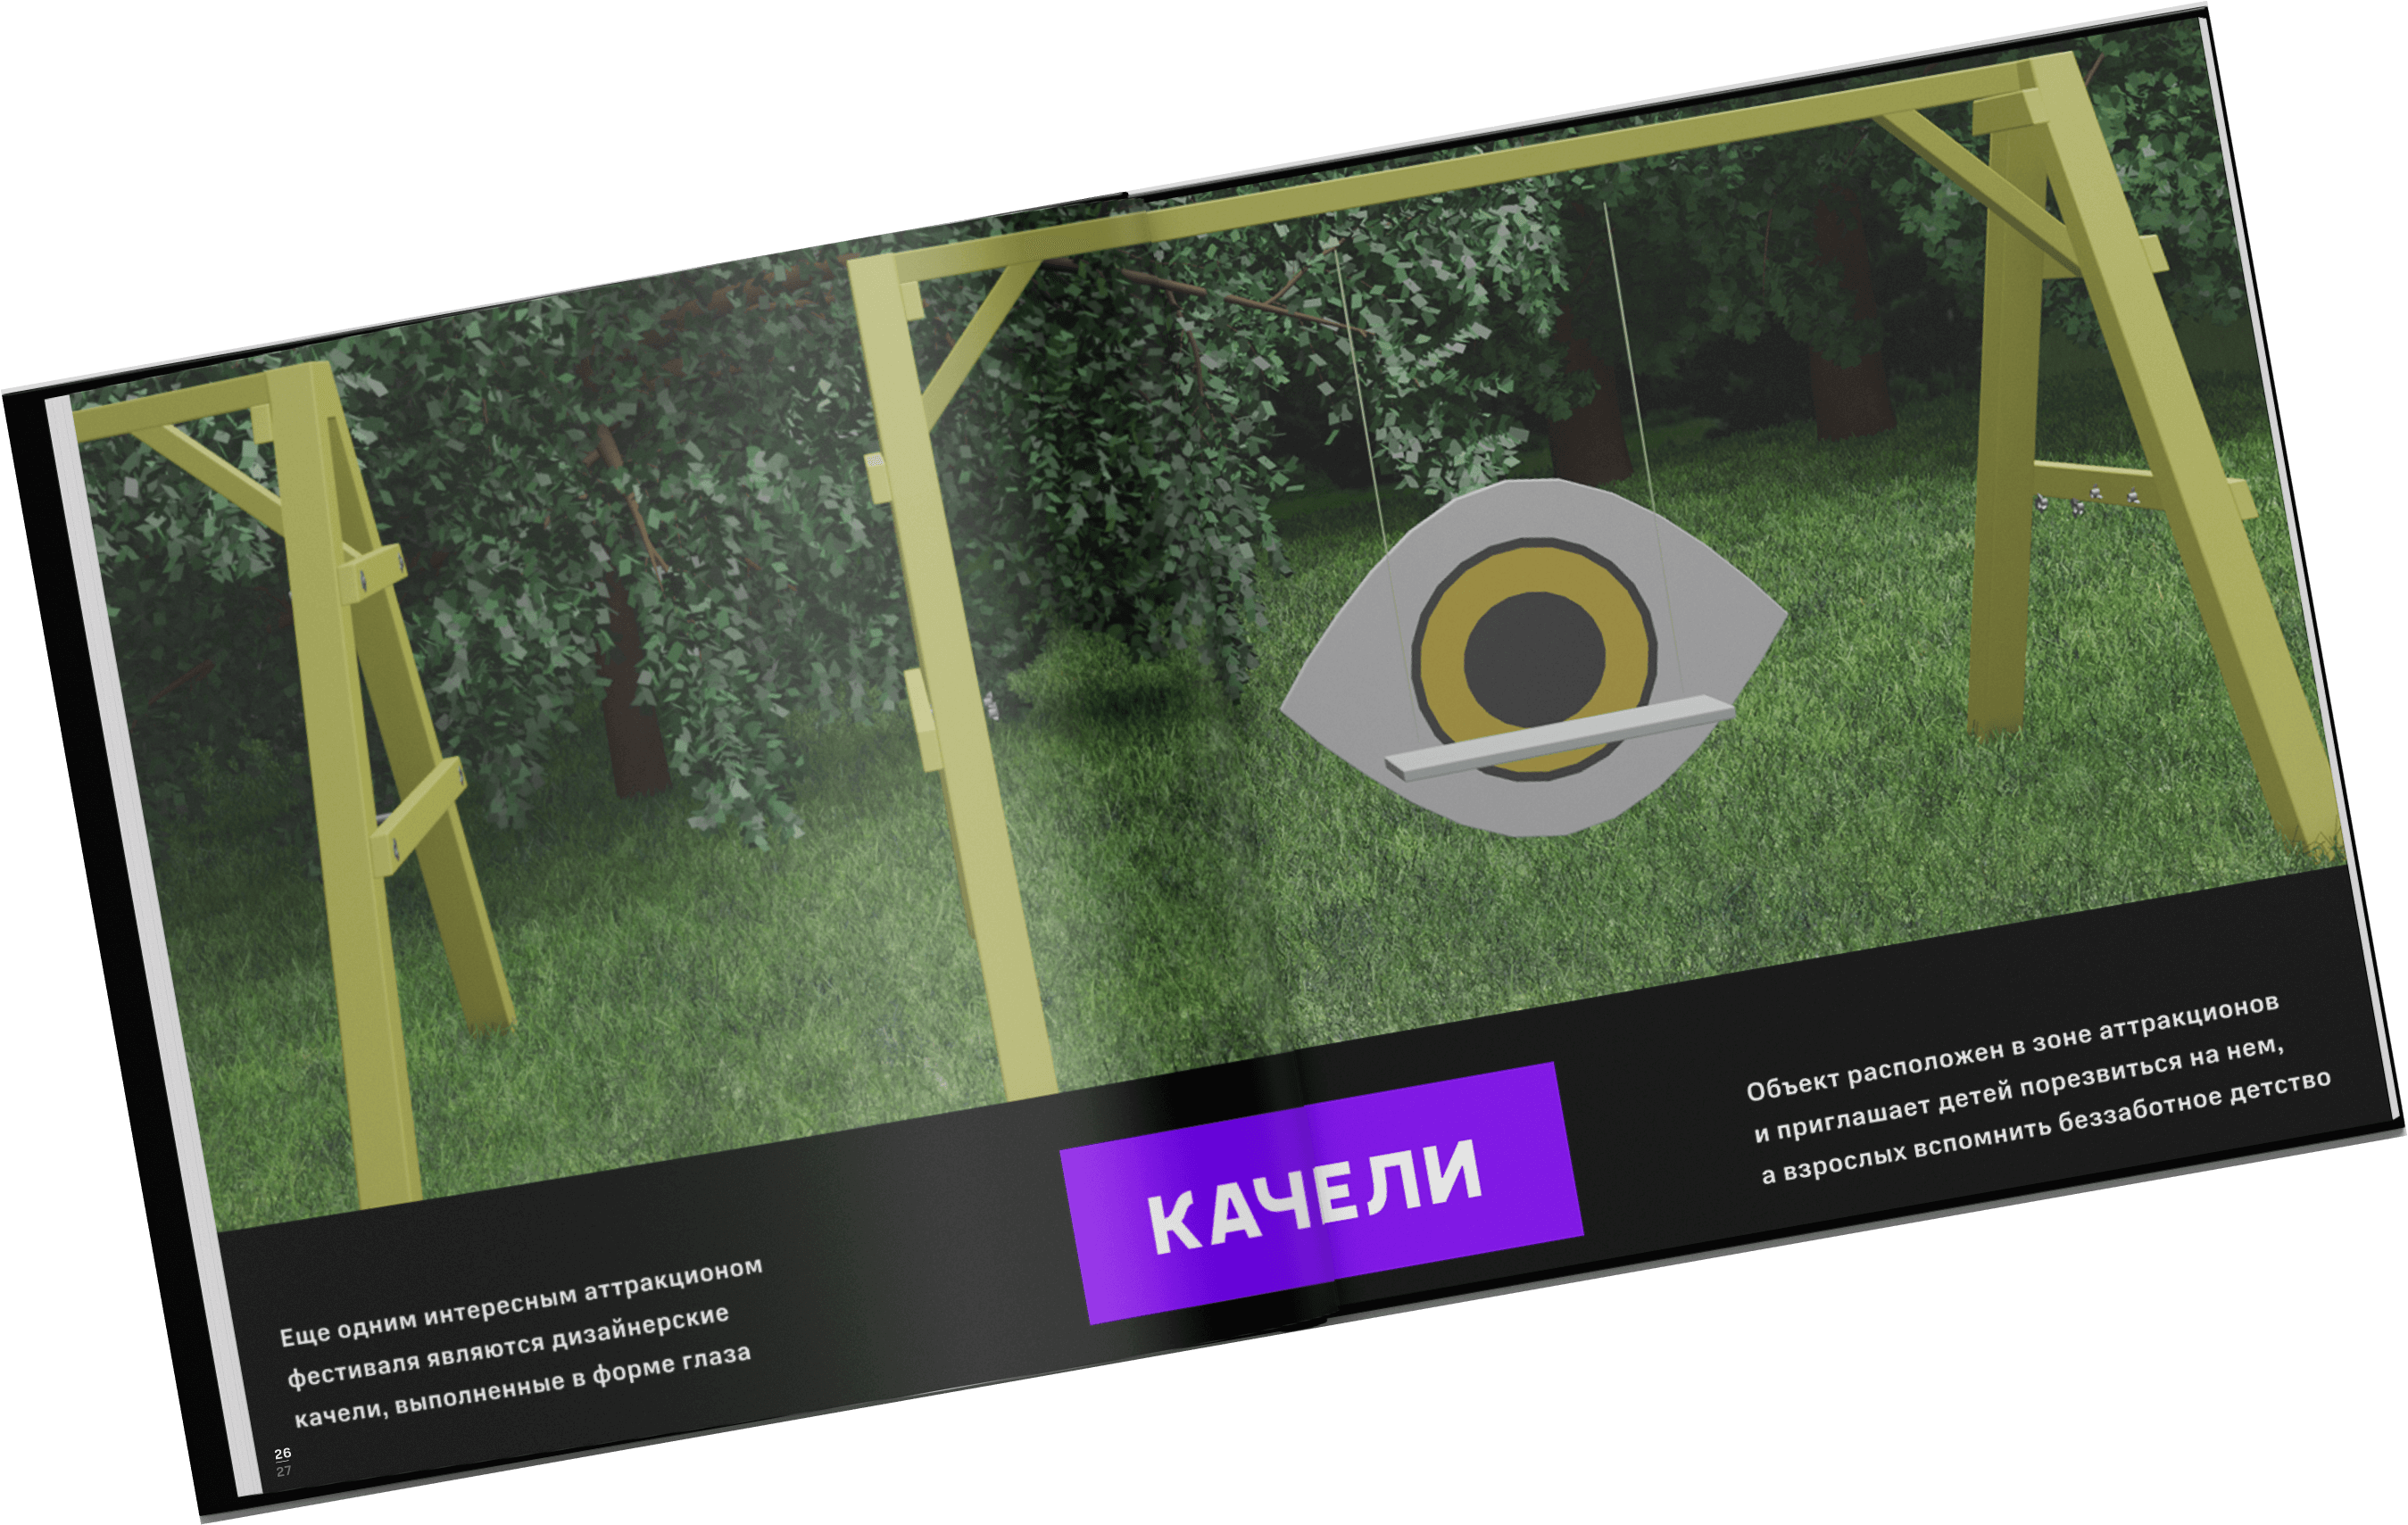 Еще одним интересным аттракционом
фестиваля являются дизайнерские
качели, выполненные в форме глаза
26
27
КАЧЕЛИ
Объект расположен в зоне аттракционов
и приглашает детей порезвиться на нем,
а взрослых вспомнить беззаботное детство